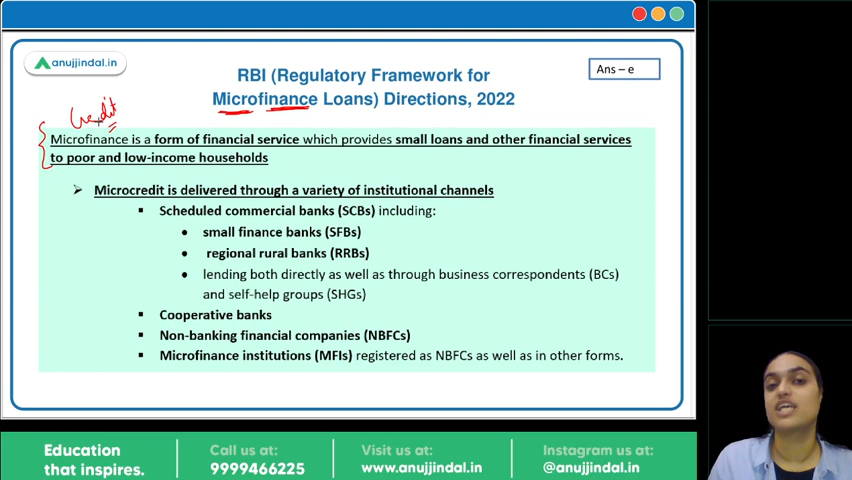 anujjindal.in
RBI (Regulatory Framework for
Microfinance Loans) Directions, 2022
Ans – e
Credit
Microfinance is a form of financial service which provides small loans and other financial services
to poor and low-income households
➢ Microcredit is delivered through a variety of institutional channels
▪ Scheduled commercial banks (SCBs) including:
• small finance banks (SFBs)
• regional rural banks (RRBs)
• lending both directly as well as through business correspondents (BCs)
and self-help groups (SHGs)
▪ Cooperative banks
▪ Non-banking financial companies (NBFCs)
▪ Microfinance institutions (MFIs) registered as NBFCs as well as in other forms.
Education
that inspires.
Call us at:
9999466225
Visit us at:
www.anujjindal.in
Instagram us at:
@anujjindal.in